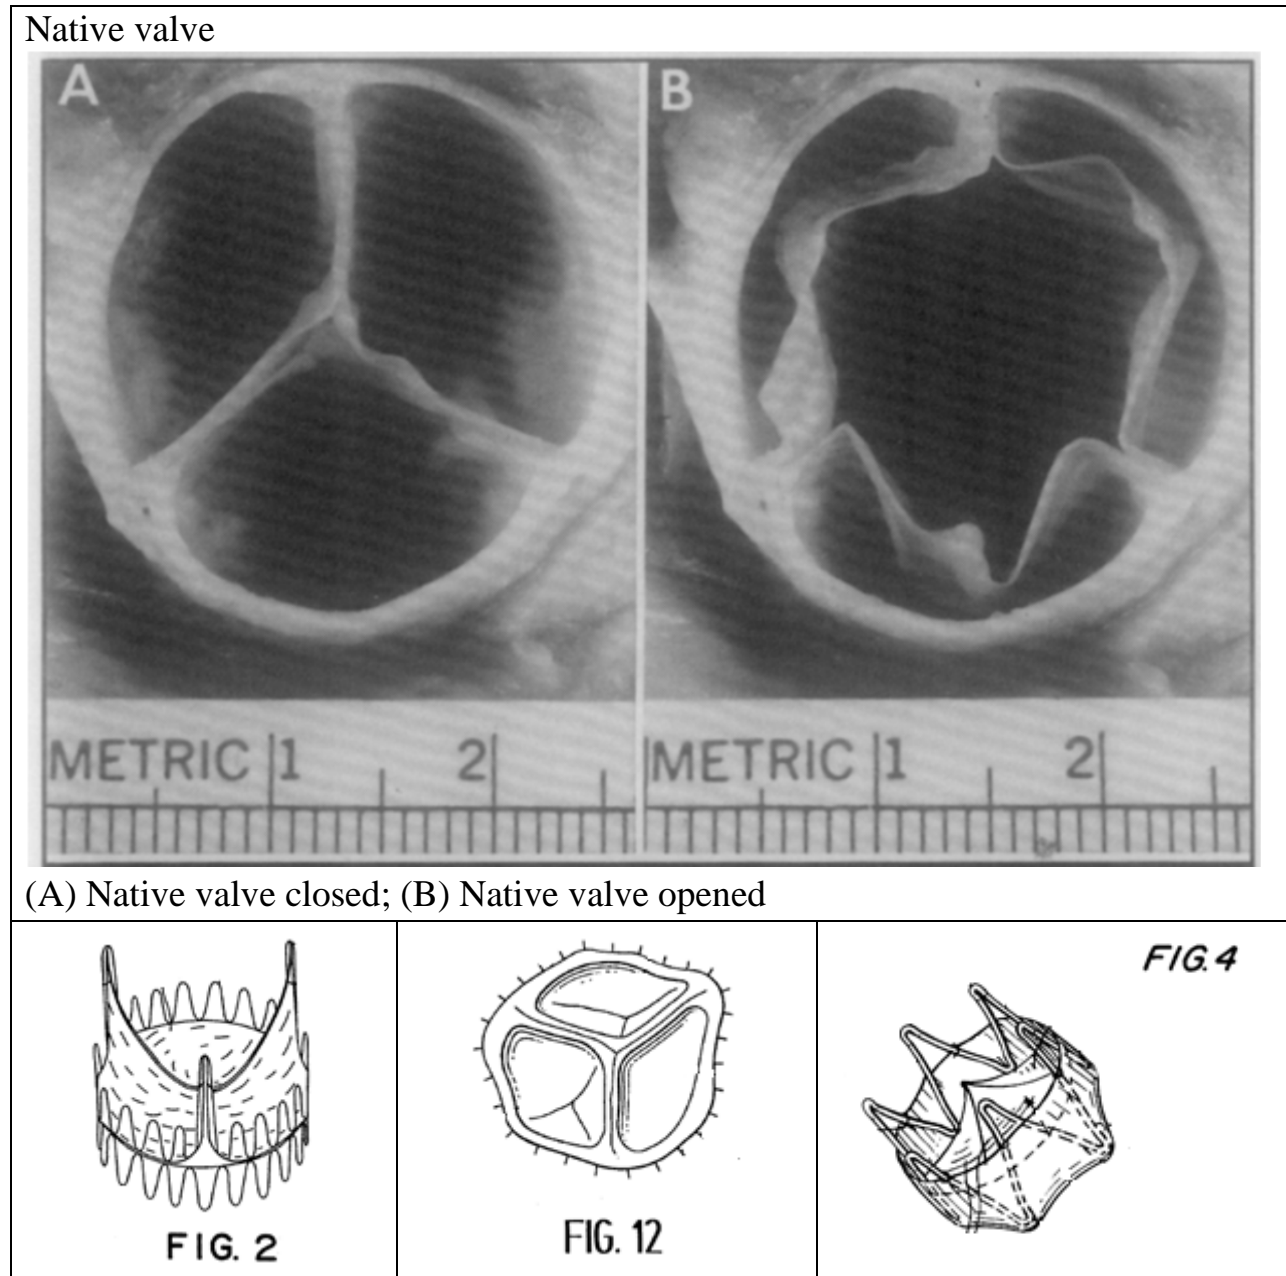 Native valve
A
B
METRIC 1 2
METRIC 1 2
(A) Native valve closed; (B) Native valve opened
FIG. 2
FIG. 12
FIG. 4